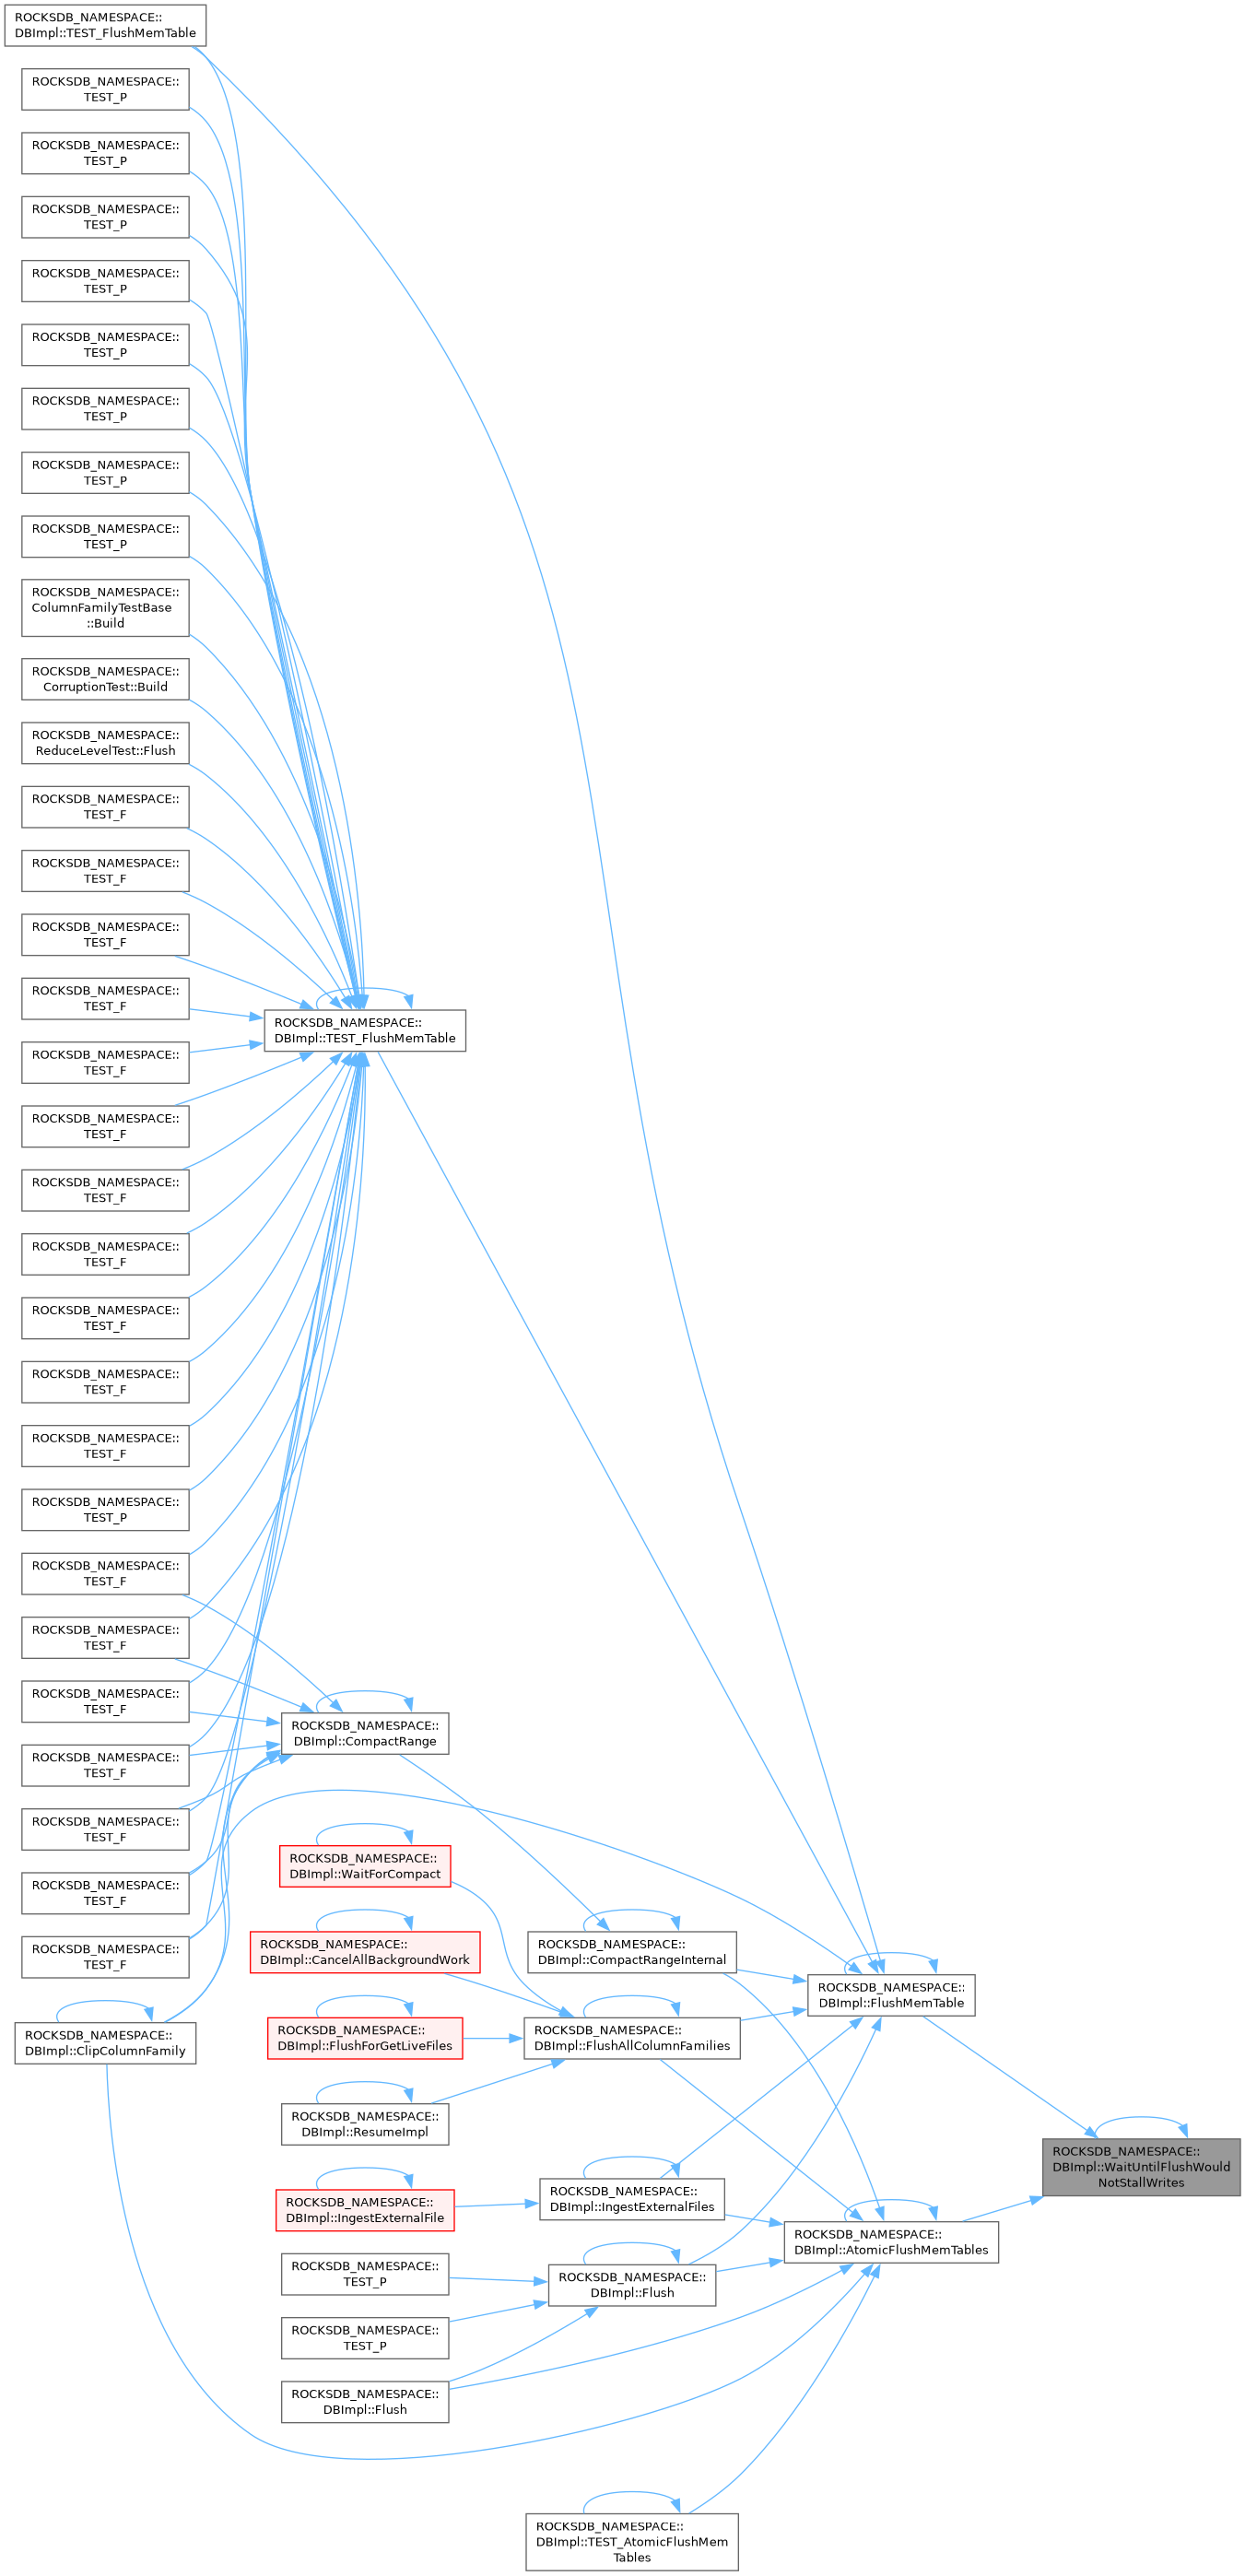 ROCKSDB_NAMESPACE::
DBImpl::TEST_FlushMemTable
ROCKSDB_NAMESPACE::
TEST_P
ROCKSDB_NAMESPACE::
TEST_P
ROCKSDB_NAMESPACE::
TEST_P
ROCKSDB_NAMESPACE::
TEST_P
ROCKSDB_NAMESPACE::
TEST_P
ROCKSDB_NAMESPACE::
TEST_P
ROCKSDB_NAMESPACE::
TEST_P
ROCKSDB_NAMESPACE::
TEST_P
ROCKSDB_NAMESPACE::
ColumnFamilyTestBase
::Build
ROCKSDB_NAMESPACE::
CorruptionTest::Build
ROCKSDB_NAMESPACE::
ReduceLevelTest::Flush
ROCKSDB_NAMESPACE::
TEST_F
ROCKSDB_NAMESPACE::
TEST_F
ROCKSDB_NAMESPACE::
TEST_F
ROCKSDB_NAMESPACE::
TEST_F
ROCKSDB_NAMESPACE::
TEST_F
ROCKSDB_NAMESPACE::
TEST_F
ROCKSDB_NAMESPACE::
TEST_F
ROCKSDB_NAMESPACE::
TEST_F
ROCKSDB_NAMESPACE::
TEST_F
ROCKSDB_NAMESPACE::
TEST_F
ROCKSDB_NAMESPACE::
TEST_F
ROCKSDB_NAMESPACE::
TEST_P
ROCKSDB_NAMESPACE::
TEST_F
ROCKSDB_NAMESPACE::
TEST_F
ROCKSDB_NAMESPACE::
TEST_F
ROCKSDB_NAMESPACE::
TEST_F
ROCKSDB_NAMESPACE::
TEST_F
ROCKSDB_NAMESPACE::
TEST_F
ROCKSDB_NAMESPACE::
TEST_F
ROCKSDB_NAMESPACE::
DBImpl::ClipColumnFamily
ROCKSDB_NAMESPACE::
DBImpl::TEST_FlushMemTable
ROCKSDB_NAMESPACE::
DBImpl::CompactRange
ROCKSDB_NAMESPACE::
DBImpl::WaitForCompact
ROCKSDB_NAMESPACE::
DBImpl::CancelAllBackgroundWork
ROCKSDB_NAMESPACE::
DBImpl::FlushForGetLiveFiles
ROCKSDB_NAMESPACE::
DBImpl::ResumeImpl
ROCKSDB_NAMESPACE::
DBImpl::IngestExternalFile
ROCKSDB_NAMESPACE::
TEST_P
ROCKSDB_NAMESPACE::
TEST_P
ROCKSDB_NAMESPACE::
DBImpl::Flush
ROCKSDB_NAMESPACE::
DBImpl::CompactRangeInternal
ROCKSDB_NAMESPACE::
DBImpl::FlushAllColumnFamilies
ROCKSDB_NAMESPACE::
DBImpl::IngestExternalFiles
ROCKSDB_NAMESPACE::
DBImpl::Flush
ROCKSDB_NAMESPACE::
DBImpl::TEST_AtomicFlushMem
Tables
ROCKSDB_NAMESPACE::
DBImpl::FlushMemTable
ROCKSDB_NAMESPACE::
DBImpl::AtomicFlushMemTables
ROCKSDB_NAMESPACE::
DBImpl::WaitUntilFlushWould
NotStallWrites